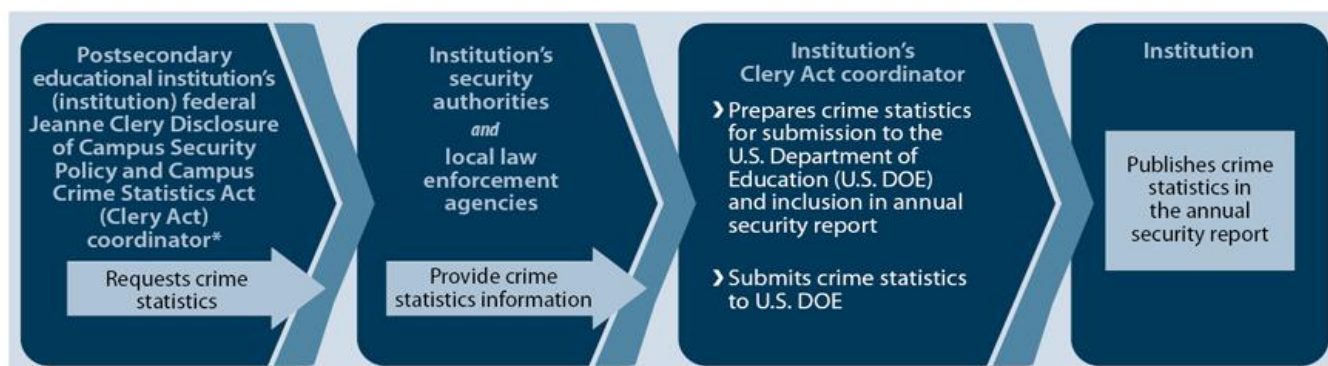 Postsecondary
educational institution's
(institution) federal
Jeanne Clery Disclosure
of Campus Security
Policy and Campus
Crime Statistics Act
(Clery Act)
coordinator*
Requests crime
statistics
Institution's
security
authorities
and
local law
enforcement
agencies
Provide crime
statistics information
Institution's
Clery Act coordinator
❯ Prepares crime statistics
for submission to the
U.S. Department of
Education (U.S. DOE)
and inclusion in annual
security report
❯ Submits crime statistics
to U.S. DOE
Institution
Publishes crime
statistics in
the annual
security report